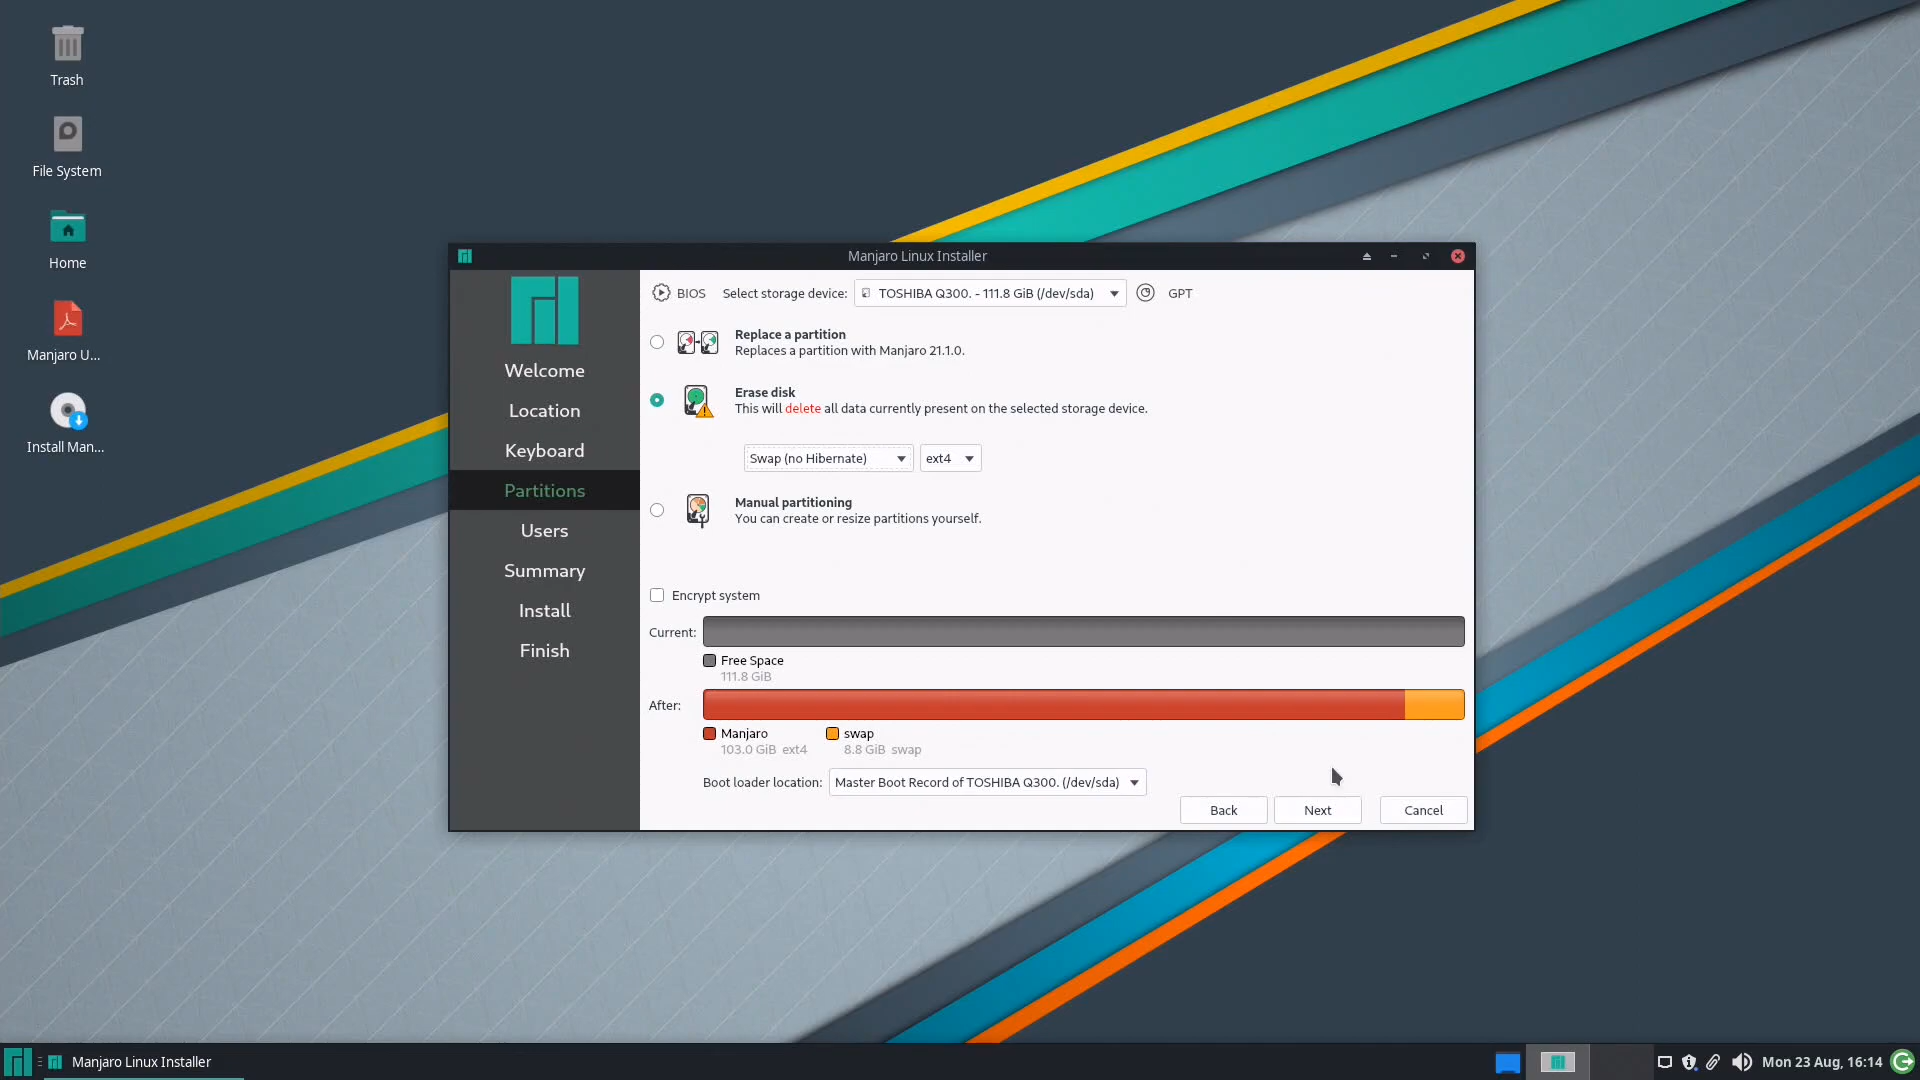 Trash
File System
Home
Manjaro U...
Install Man...
Manjaro Linux Installer
Welcome
Location
Keyboard
Partitions
Users
Summary
Install
Finish
BIOS Select storage device: TOSHIBA Q300. - 111.8 GiB (/dev/sda) GPT
Replace a partition
Replaces a partition with Manjaro 21.1.0.
Erase disk
This will delete all data currently present on the selected storage device.
Swap (no Hibernate) ext4
Manual partitioning
You can create or resize partitions yourself.
Encrypt system
Current:
Free Space
111.8 GiB
After:
Manjaro swap
103.0 GiB ext4 8.8 GiB swap
Boot loader location: Master Boot Record of TOSHIBA Q300. (/dev/sda)
Back Next Cancel
Manjaro Linux Installer Mon 23 Aug, 16:14